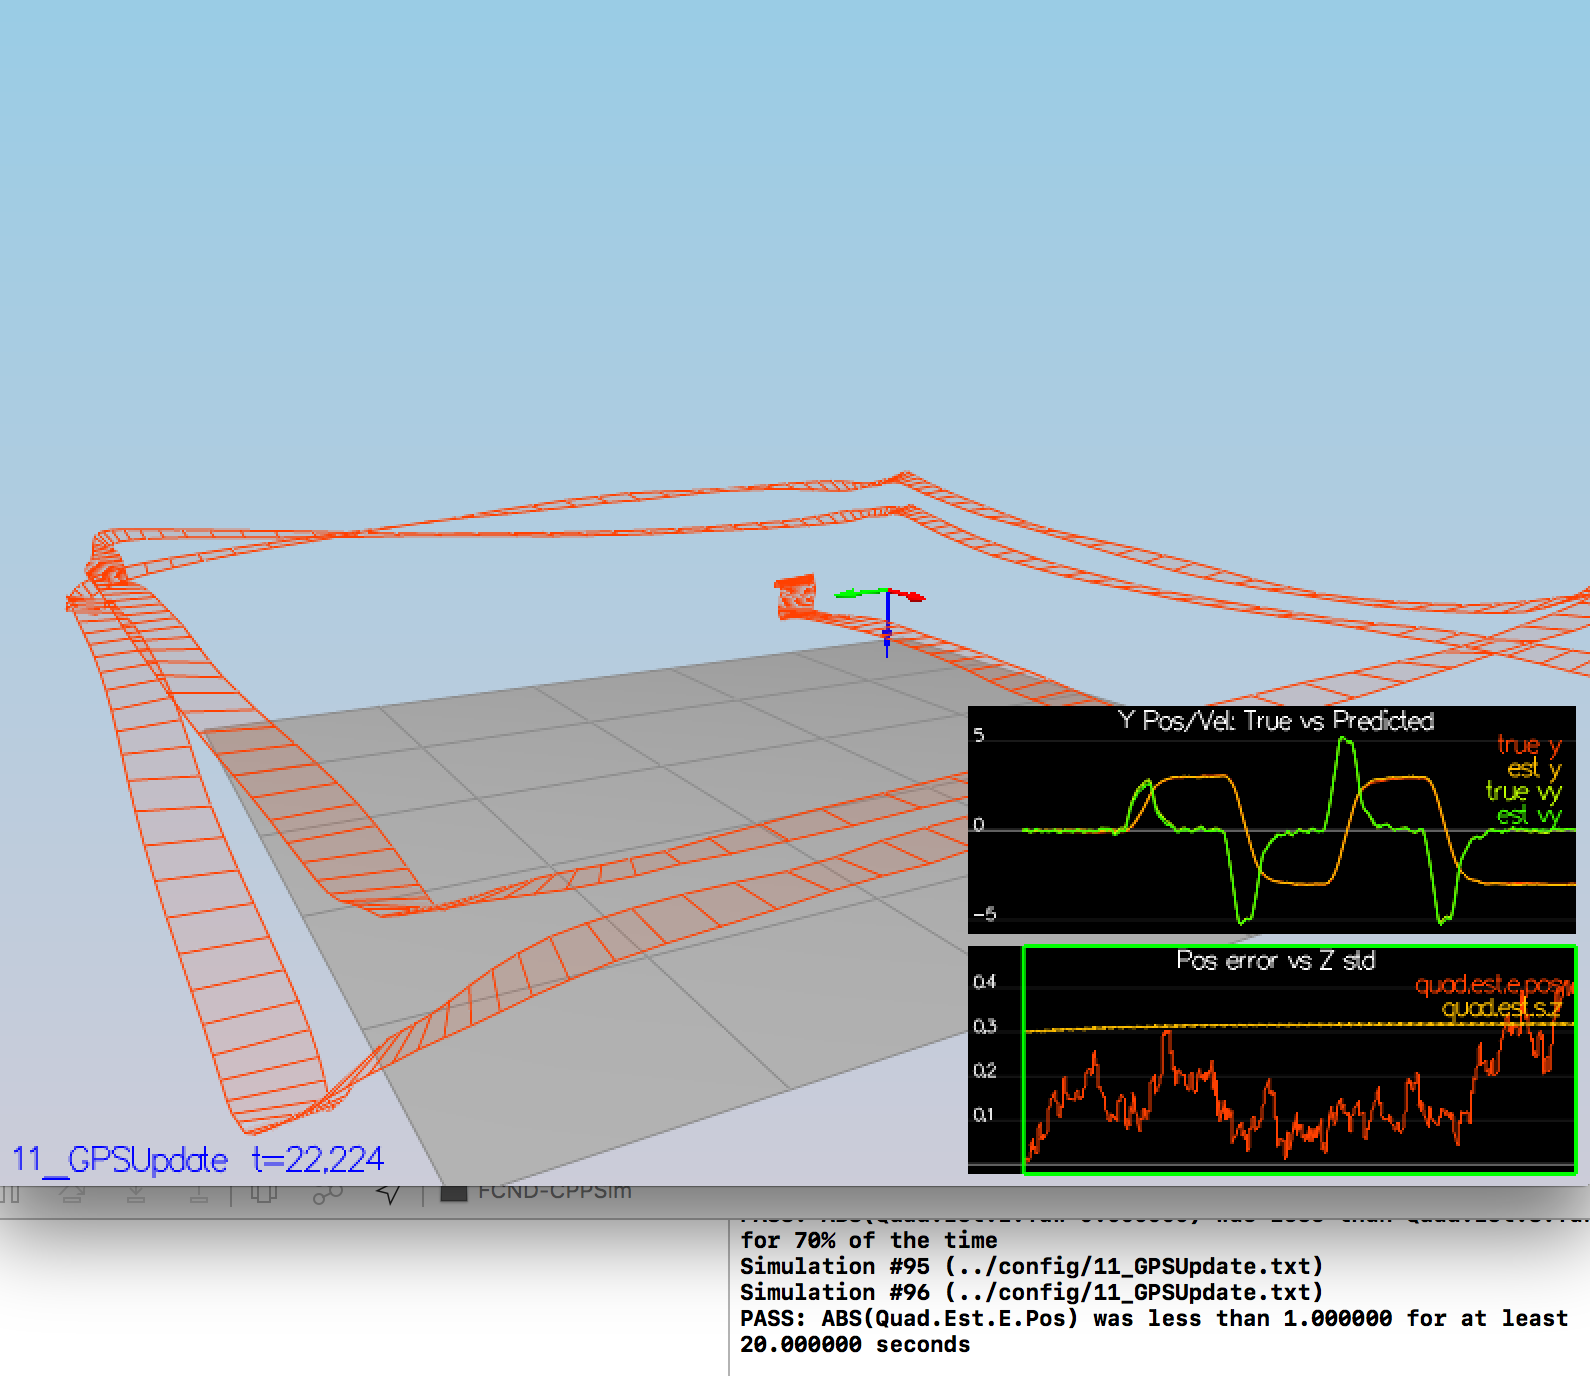 Y Pos/Vel: True vs Predicted
5
true y
est y
true vy
est vy
0
-5
Pos error vs Z std
0.4
quad.est.e.pos
quad.est.s.z
0.3
0.2
0.1
11_GPSUpdate t=22,224
FCND-CPPSim
for 70% of the time
Simulation #95 (../config/11_GPSUpdate.txt)
Simulation #96 (../config/11_GPSUpdate.txt)
PASS: ABS(Quad.Est.E.Pos) was less than 1.000000 for at least
20.000000 seconds